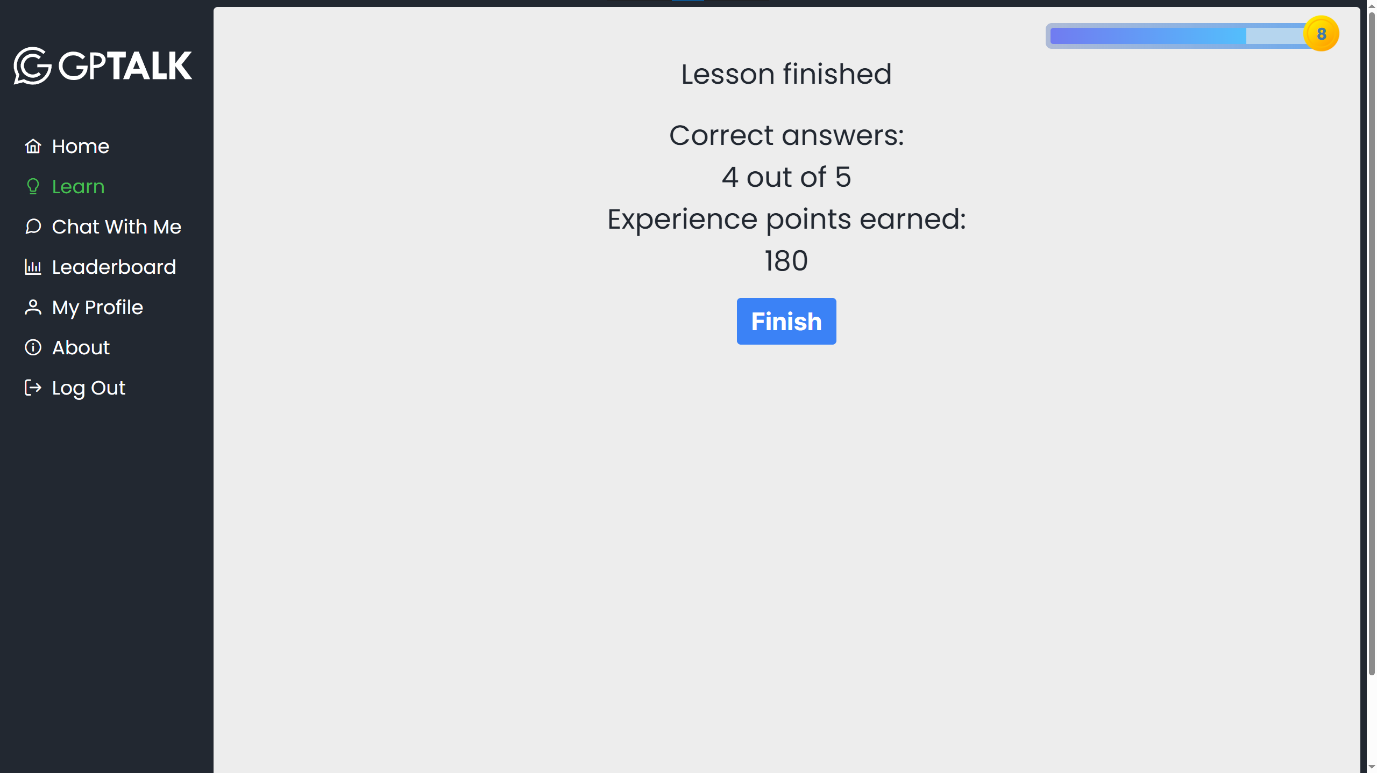 GPTALK
Home
Learn
Chat With Me
Leaderboard
My Profile
About
Log Out
8
Lesson finished
Correct answers:
4 out of 5
Experience points earned:
180
Finish